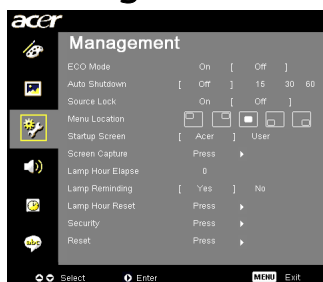 acer
Management
ECO Mode On [ Off ]
Auto Shutdown [ Off ] 15 30 60
Source Lock On [ Off ]
Menu Location
Startup Screen [ Acer ] User
Screen Capture Press
Lamp Hour Elapse 0
Lamp Reminding [ Yes ] No
Lamp Hour Reset Press
Security Press
Reset Press
abc
Select Enter MENU Exit